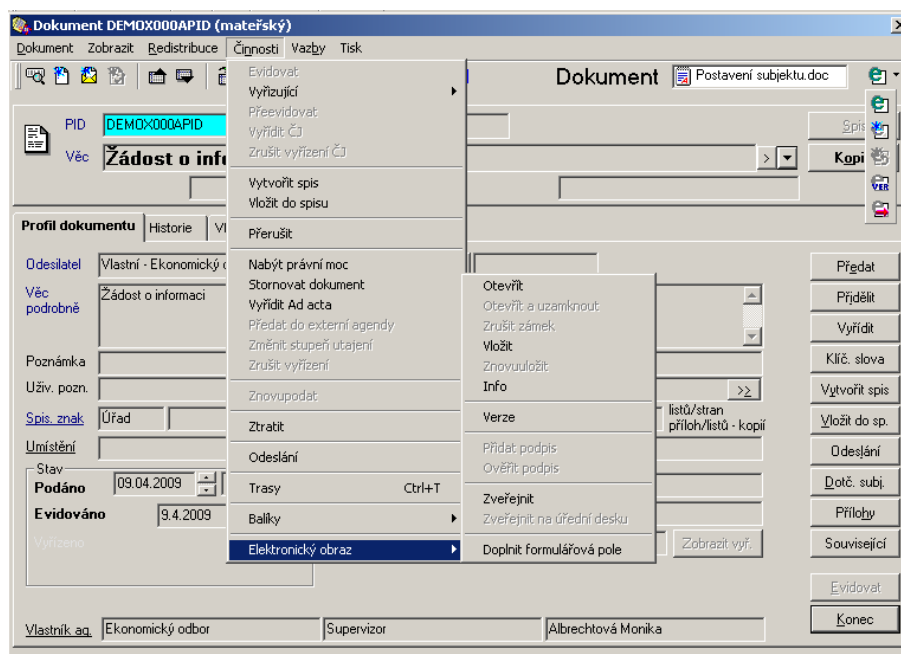 Dokument DEMOX000APID (mateřský)
Dokument Zobrazit Redistribuce Činnosti Vazby Tisk
Dokument Postavení subjektu.doc
PID DEMOX000APID
Spis
Věc Žádost o info
> Kopi
VER
Profil dokumentu Historie
Odesilatel Vlastní - Ekonomický
Věc podrobně Žádost o informaci
Poznámka
Uživ. pozn.
>>
Spis. znak Úřad
listů/stran
příloh/listů - kopií
Umístění
Stav
Podáno 09.04.2009
Evidováno 9.4.2009
Vyřízeno
Zobrazit vyř.
Vlastník ag. Ekonomický odbor Supervizor Albrechtová Monika
Evidovat
Vyřizující
Přeevidovat
Vyřídit ČJ
Zrušit vyřízení ČJ
Vytvořit spis
Vložit do spisu
Přerušit
Nabýt právní moc
Stornovat dokument
Vyřídit Ad acta
Předat do externí agendy
Změnit stupeň utajení
Zrušit vyřízení
Znovupodat
Ztratit
Odeslání
Trasy Ctrl+T
Balíky
Elektronický obraz
Otevřít
Otevřít a uzamknout
Zrušit zámek
Vložit
Znovuuložit
Info
Verze
Přidat podpis
Ověřit podpis
Zveřejnit
Zveřejnit na úřední desku
Doplnit formulářová pole
Předat
Přidělit
Vyřídit
Klíč. slova
Vytvořit spis
Vložit do sp.
Odeslání
Dotč. subj.
Přílohy
Související
Evidovat
Konec